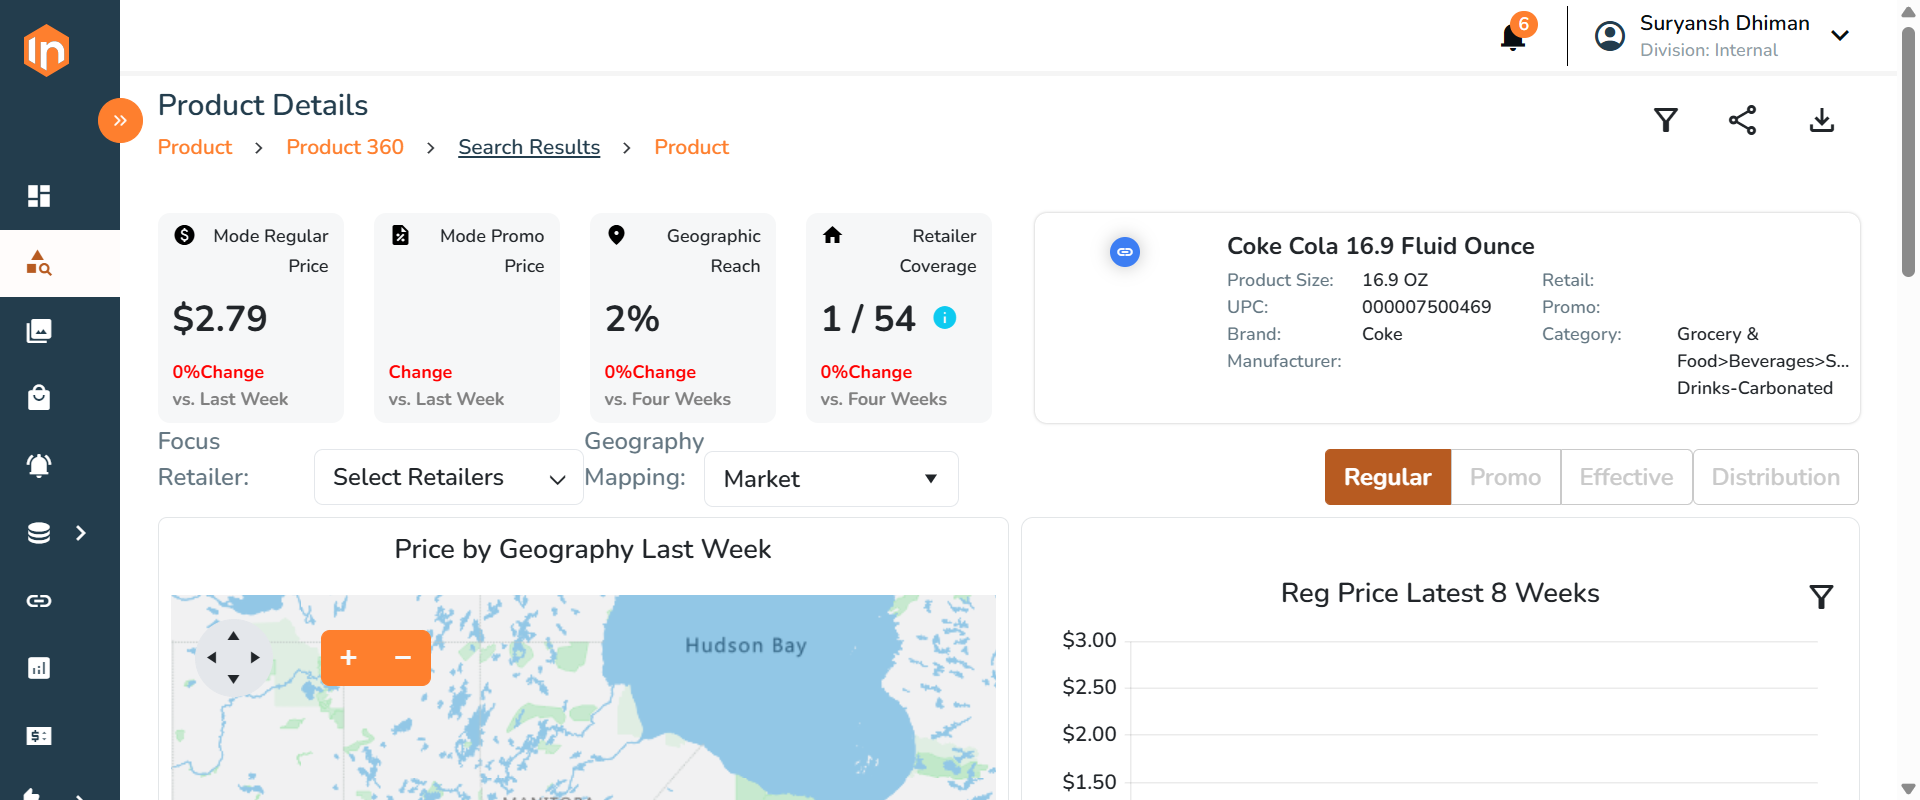 In
6
Suryansh Dhiman
Division: Internal
Product Details
Product > Product 360 > Search Results > Product
Mode Regular
Price
$2.79
0%Change
vs. Last Week
Mode Promo
Price
Change
vs. Last Week
Geographic
Reach
2%
0%Change
vs. Four Weeks
Retailer
Coverage
1 / 54
0%Change
vs. Four Weeks
Coke Cola 16.9 Fluid Ounce
Product Size: 16.9 OZ
UPC: 000007500469
Brand: Coke
Manufacturer:
Retail:
Promo:
Category: Grocery &
Food>Beverages>S...
Drinks-Carbonated
Focus
Retailer:
Select Retailers
Geography
Mapping:
Market
Regular
Promo
Effective
Distribution
Price by Geography Last Week
Hudson Bay
MANITOBA
Reg Price Latest 8 Weeks
$3.00
$2.50
$2.00
$1.50